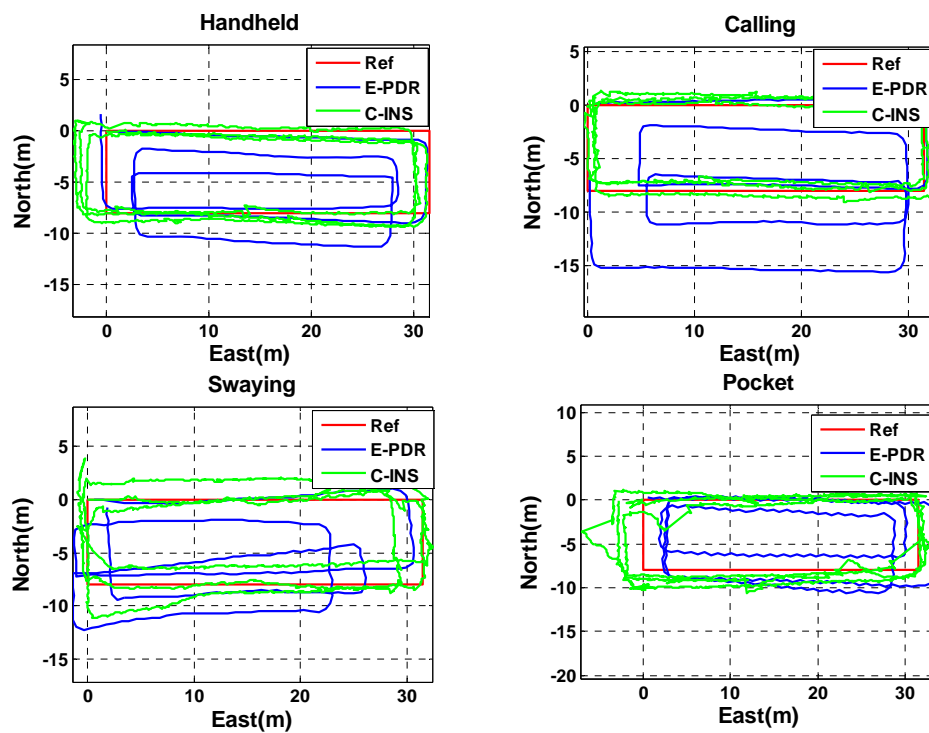 Handheld
Ref
E-PDR
C-INS
5
0
-5
-10
-15
North(m)
0 10 20 30
East(m)
Calling
Ref
E-PDR
C-INS
5
0
-5
-10
-15
North(m)
0 10 20 30
East(m)
Swaying
Ref
E-PDR
C-INS
5
0
-5
-10
-15
North(m)
0 10 20 30
East(m)
Pocket
Ref
E-PDR
C-INS
10
5
0
-5
-10
-15
-20
North(m)
0 10 20 30
East(m)